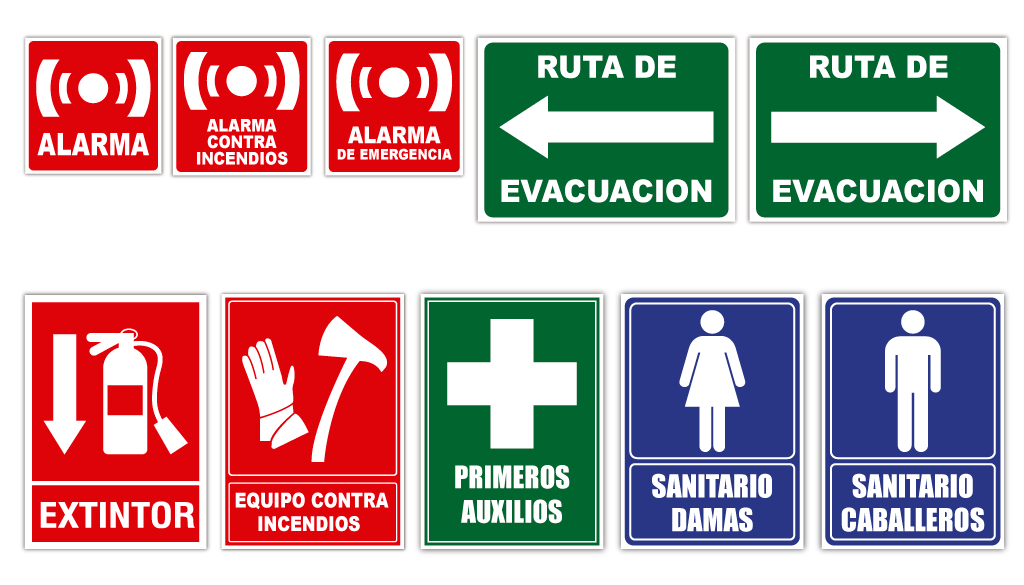 ALARMA
ALARMA
CONTRA
INCENDIOS
ALARMA
DE EMERGENCIA
RUTA DE
EVACUACION
RUTA DE
EVACUACION
EXTINTOR
EQUIPO CONTRA
INCENDIOS
PRIMEROS
AUXILIOS
SANITARIO
DAMAS
SANITARIO
CABALLEROS